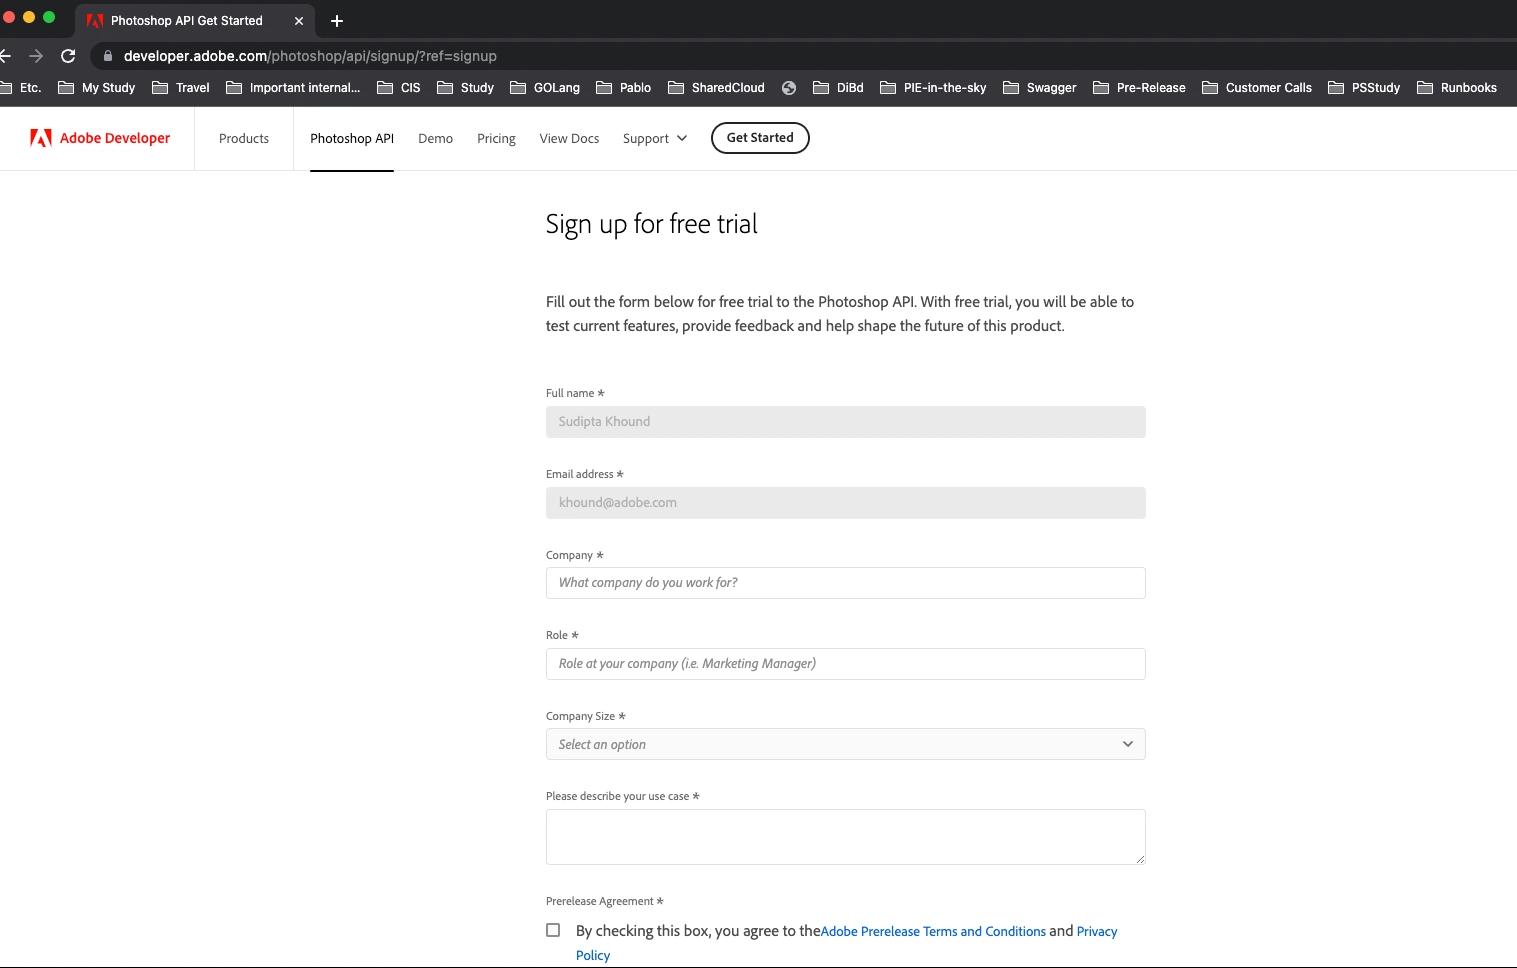 Photoshop API Get Started
developer.adobe.com/photoshop/api/signup/?ref=signup
Etc. My Study Travel Important internal... CIS Study GOLang Pablo SharedCloud DiBd PIE-in-the-sky Swagger Pre-Release Customer Calls PSStudy Runbooks
Adobe Developer Products Photoshop API Demo Pricing View Docs Support Get Started
Sign up for free trial
Fill out the form below for free trial to the Photoshop API. With free trial, you will be able to
test current features, provide feedback and help shape the future of this product.
Full name *
Sudipta Khound
Email address *
khound@adobe.com
Company *
What company do you work for?
Role *
Role at your company (i.e. Marketing Manager)
Company Size *
Select an option
Please describe your use case *
Prerelease Agreement *
By checking this box, you agree to theAdobe Prerelease Terms and Conditions and Privacy
Policy